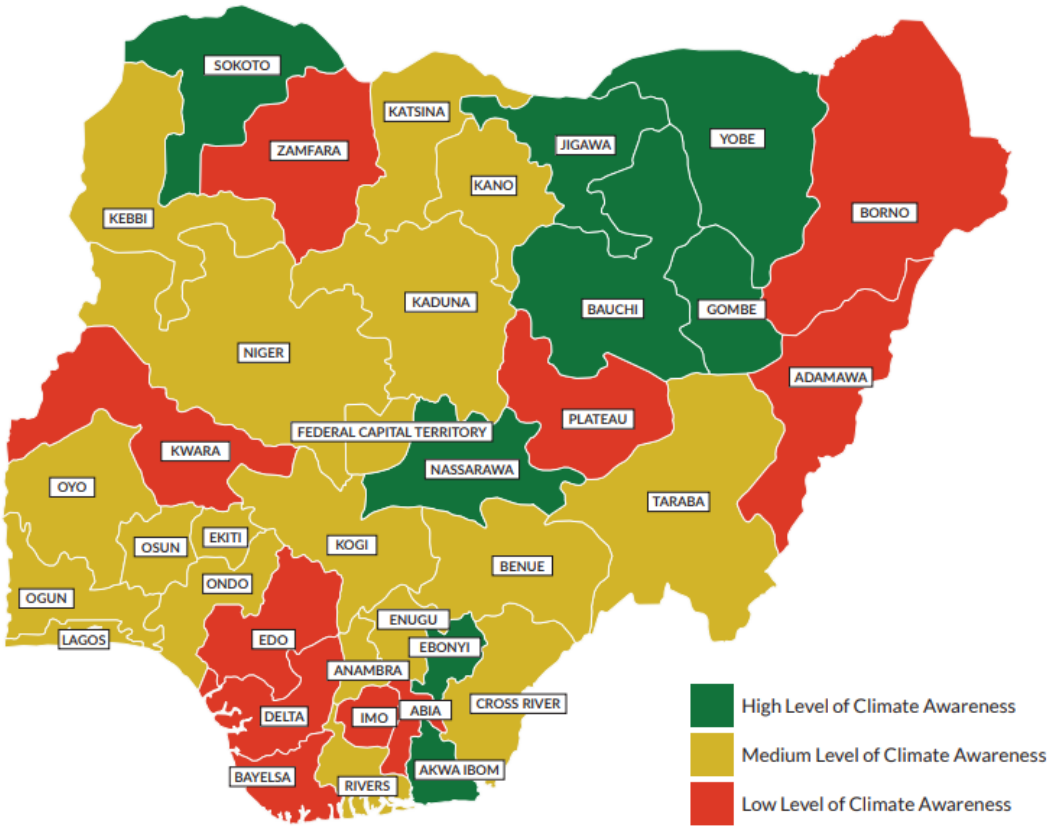 SOKOTO
KATSINA
ZAMFARA
JIGAWA
YOBE
KANO
KEBBI
BORNO
KADUNA
BAUCHI
GOMBE
NIGER
ADAMAWA
PLATEAU
FEDERAL CAPITAL TERRITORY
KWARA
NASSARAWA
OYO
TARABA
EKITI
OSUN
KOGI
BENUE
ONDO
OGUN
ENUGU
LAGOS
EDO
EBONYI
ANAMBRA
CROSS RIVER
ABIA
DELTA
IMO
AKWA IBOM
BAYELSA
RIVERS
High Level of Climate Awareness
Medium Level of Climate Awareness
Low Level of Climate Awareness